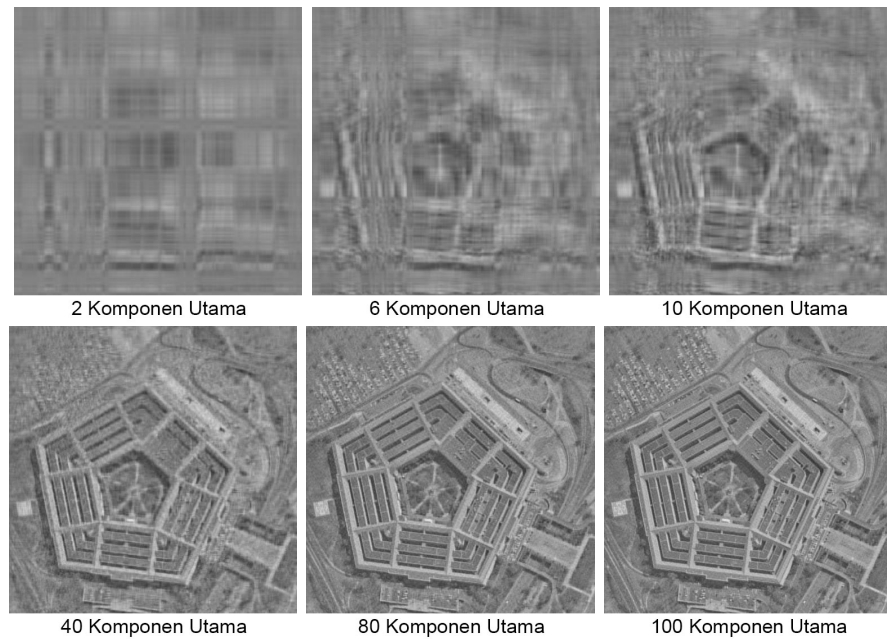 2 Komponen Utama
6 Komponen Utama
10 Komponen Utama
40 Komponen Utama
80 Komponen Utama
100 Komponen Utama